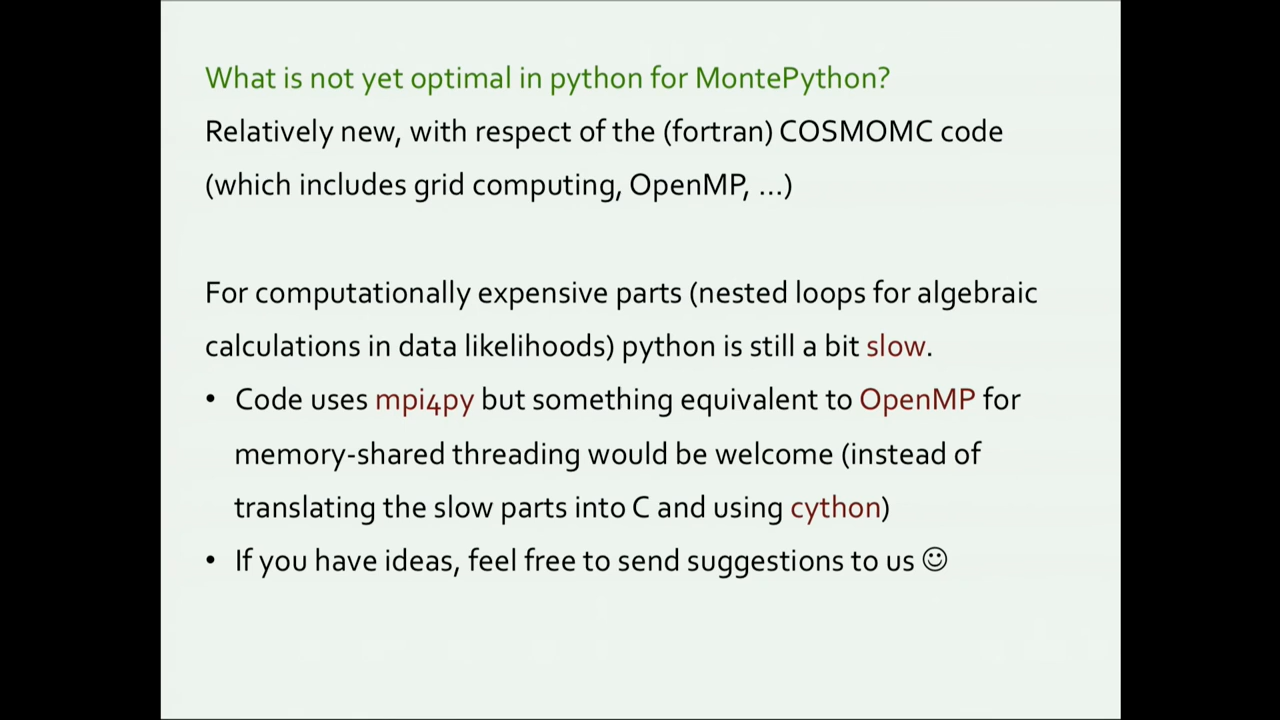 What is not yet optimal in python for MontePython?
Relatively new, with respect of the (fortran) COSMOMC code
(which includes grid computing, OpenMP, ...)
For computationally expensive parts (nested loops for algebraic
calculations in data likelihoods) python is still a bit slow.
• Code uses mpi4py but something equivalent to OpenMP for
memory-shared threading would be welcome (instead of
translating the slow parts into C and using cython)
• If you have ideas, feel free to send suggestions to us ☺